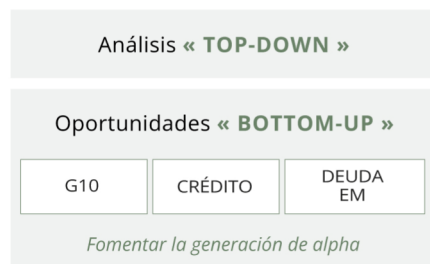 Análisis « TOP-DOWN »
Oportunidades « BOTTOM-UP »
G10
CRÉDITO
DEUDA
EM
Fomentar la generación de alpha